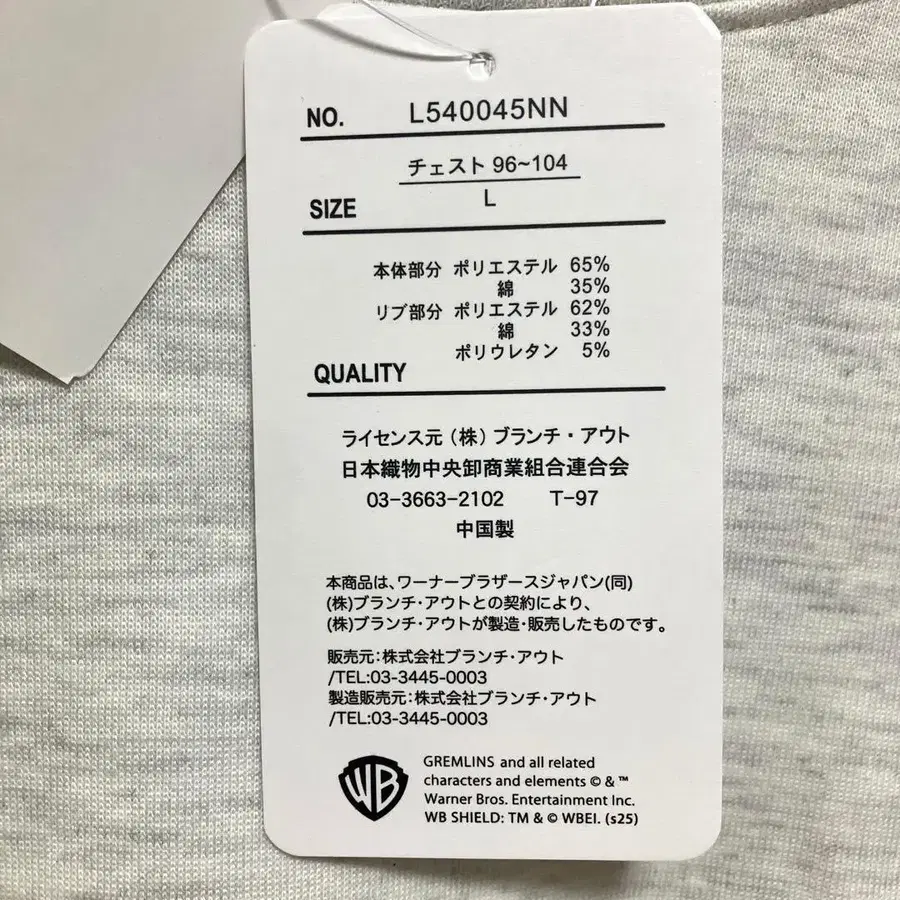 NO. L540045NN
チェスト 96~104
SIZE L
本体部分 ポリエステル 65%
綿 35%
リブ部分 ポリエステル 62%
綿 33%
ポリウレタン 5%
QUALITY
ライセンス元(株)ブランチ・アウト
日本織物中央卸商業組合連合会
03-3663-2102 T-97
中国製
本商品は、ワーナーブラザースジャパン(同)
(株)ブランチ・アウトとの契約により、
(株)ブランチ・アウトが製造・販売したものです。
販売元:株式会社ブランチ・アウト
/TEL:03-3445-0003
製造販売元:株式会社ブランチ・アウト
/TEL:03-3445-0003
WB
GREMLINS and all related
characters and elements © & ™
Warner Bros. Entertainment Inc.
WB SHIELD: TM & © WBEI. (s25)